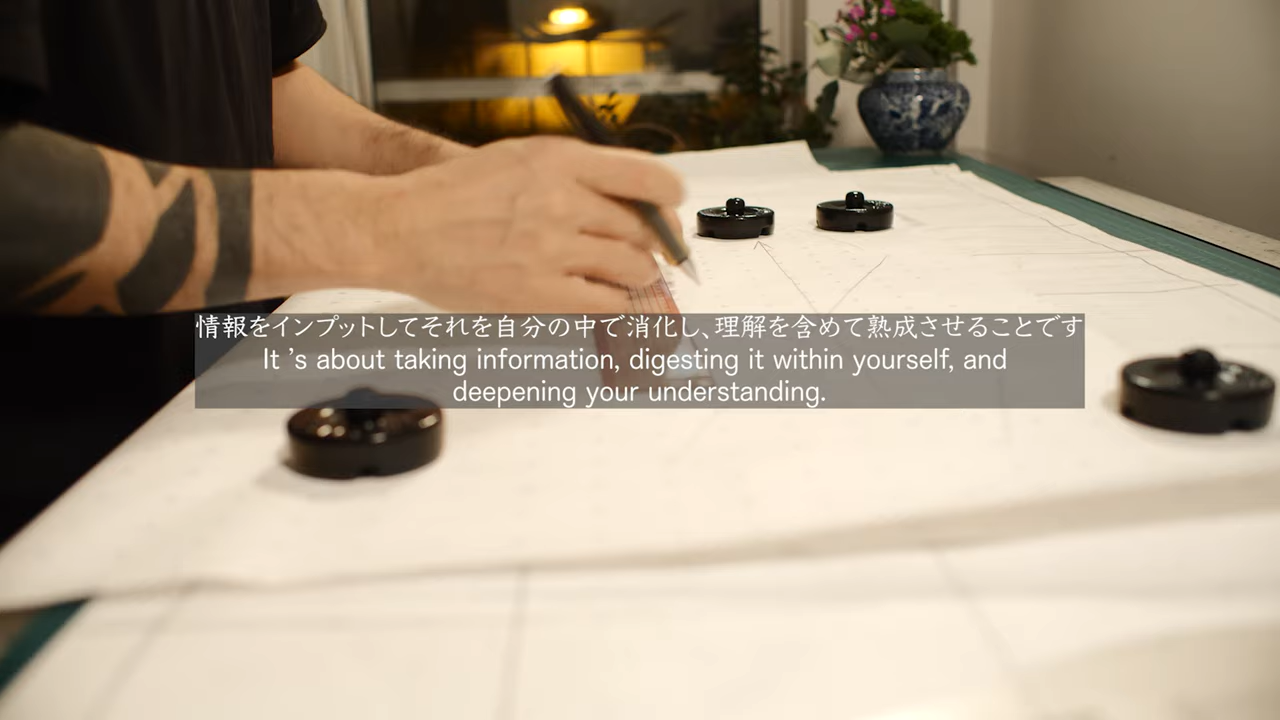 情報をインプットしてそれを自分の中で消化し、理解を含めて熟成させることです
It 's about taking information, digesting it within yourself, and
deepening your understanding.